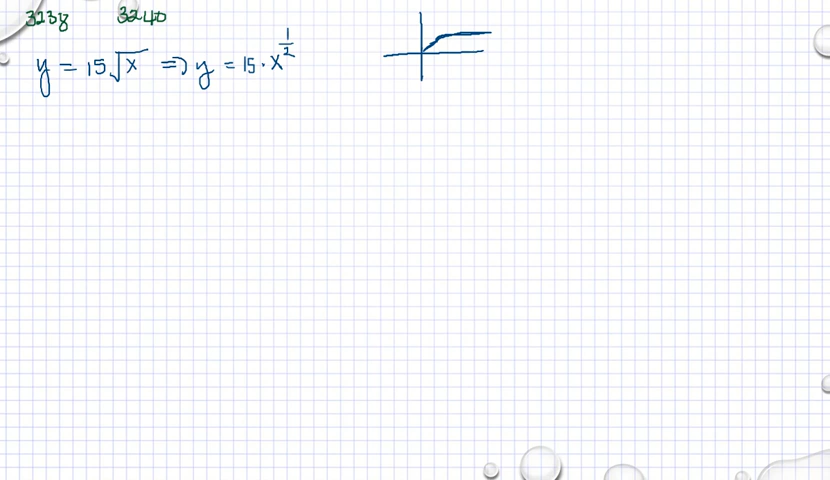 3238 3240
y = 15√x ⇒ y = 15 · x^{1/2}